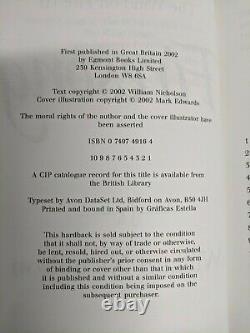 First published in Great Britain 2002
by Egmont Books Limited
239 Kensington High Street
London W8 6SA
Text copyright © 2002 William Nicholson
Cover illustration copyright © 2002 Mark Edwards
The moral rights of the author and the cover illustrator have
been asserted
ISBN 0 7497 4916 4
10 9 8 7 6 5 4 3 2 1
A CIP catalogue record for this title is available from
the British Library
Typeset by Avon DataSet Ltd, Bidford on Avon, B50 4JH
Printed and bound in Spain by Gráficas Estella
This hardback is sold subject to the condition
that it shall not, by way of trade or otherwise,
be lent, resold, hired out, or otherwise circulated
without the publisher's prior consent in any form
of binding or cover other than that in which
it is published and without a similar condition
including this condition being imposed on the
subsequent purchaser.